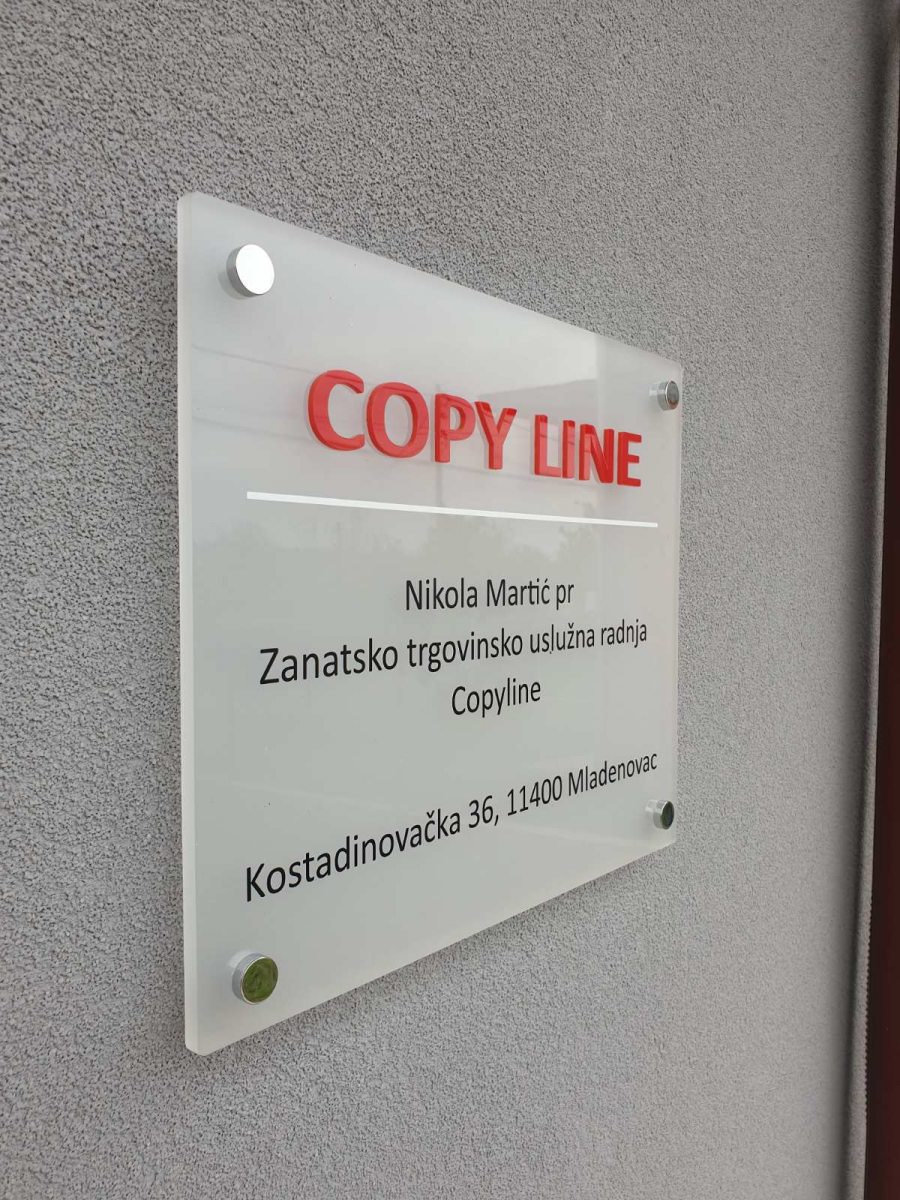 COPY LINE
Nikola Martić pr
Zanatsko trgovinsko uslužna radnja
Copyline
Kostadinovačka 36, 11400 Mladenovac